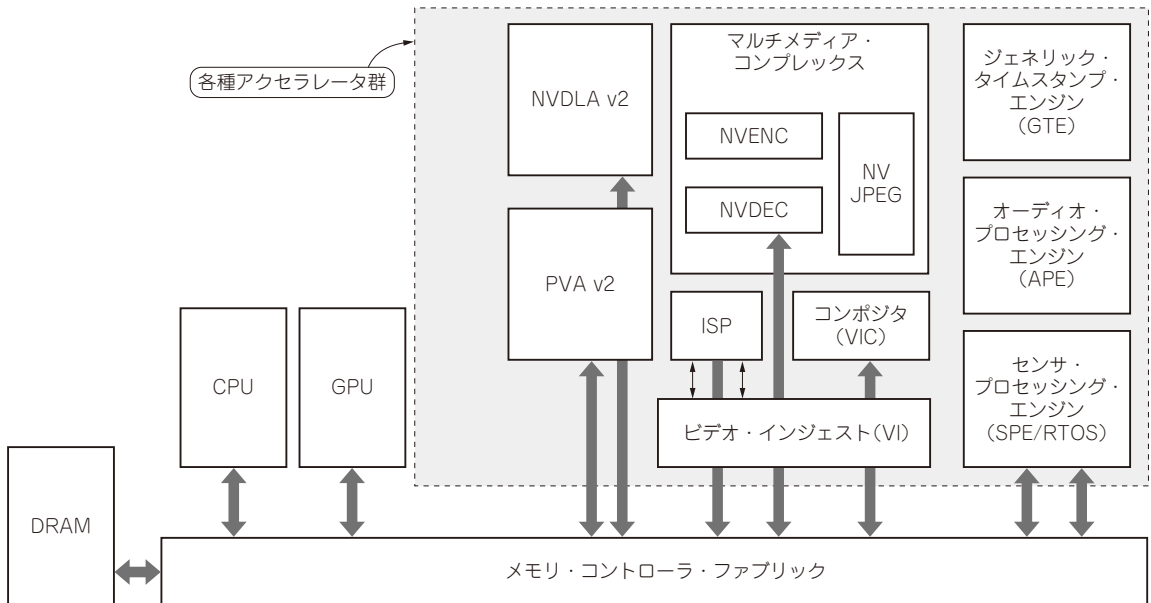 各種アクセラレータ群
NVDLA v2
PVA v2
マルチメディア・
コンプレックス
NVENC
NVDEC
NV
JPEG
ISP
コンポジタ
(VIC)
ビデオ・インジェスト(VI)
ジェネリック・
タイムスタンプ・
エンジン
(GTE)
オーディオ・
プロセッシング・
エンジン
(APE)
センサ・
プロセッシング・
エンジン
(SPE/RTOS)
CPU
GPU
DRAM
メモリ・コントローラ・ファブリック